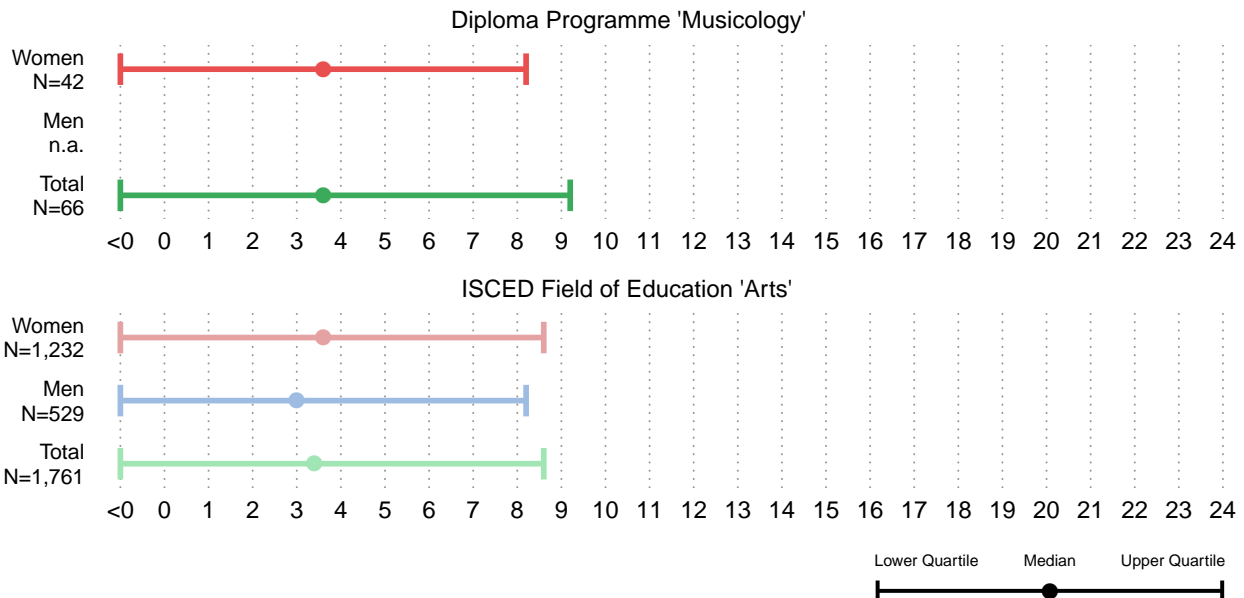 Diploma Programme 'Musicology'
Women
N=42
Men
n.a.
Total
N=66
<0 0 1 2 3 4 5 6 7 8 9 10 11 12 13 14 15 16 17 18 19 20 21 22 23 24
ISCED Field of Education 'Arts'
Women
N=1,232
Men
N=529
Total
N=1,761
<0 0 1 2 3 4 5 6 7 8 9 10 11 12 13 14 15 16 17 18 19 20 21 22 23 24
Lower Quartile Median Upper Quartile